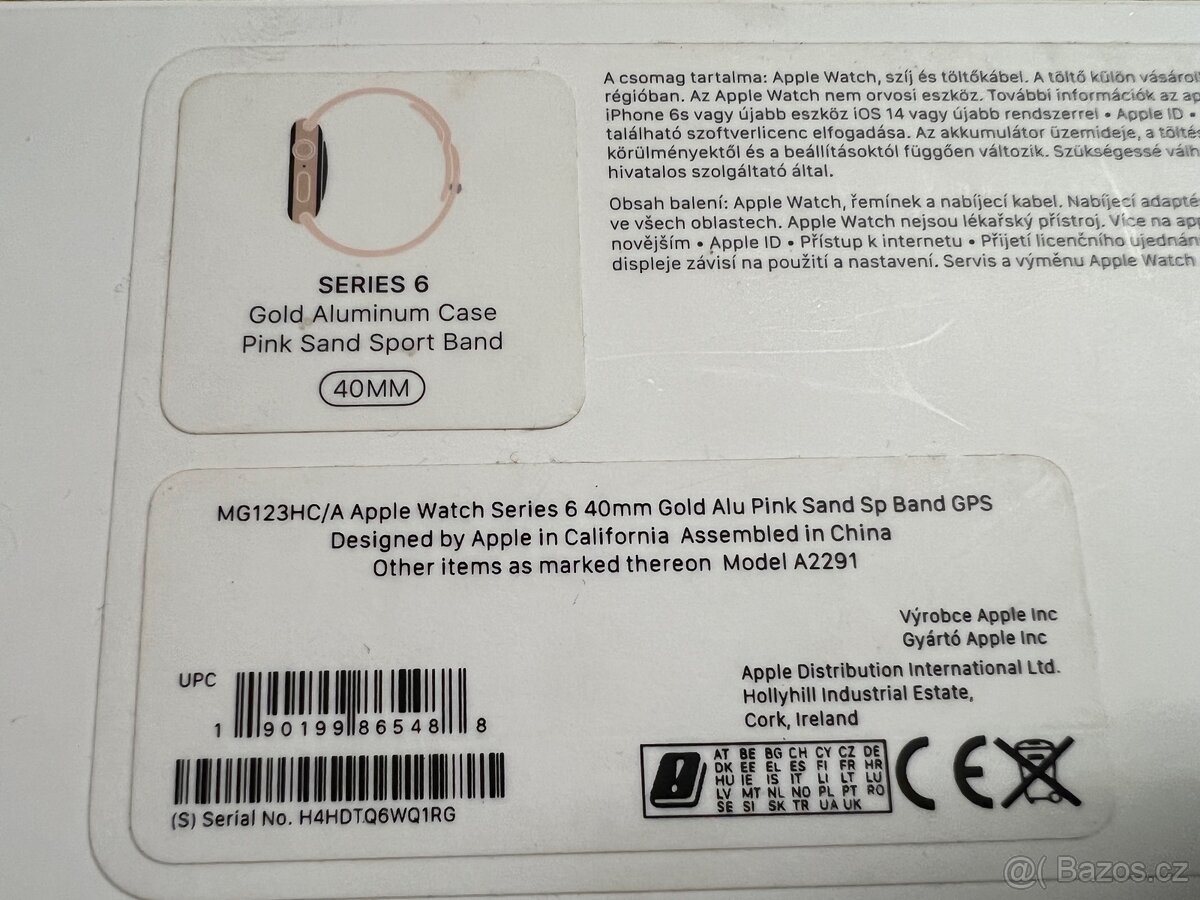 SERIES 6
Gold Aluminum Case
Pink Sand Sport Band
40MM
A csomag tartalma: Apple Watch, szíj és töltőkábel. A töltő külön vásárol
régióban. Az Apple Watch nem orvosi eszköz. További információk az ap
iPhone 6s vagy újabb eszköz iOS 14 vagy újabb rendszerrel • Apple ID •
található szoftverlicenc elfogadása. Az akkumulátor üzemideje, a töltés
körülményektől és a beállításoktól függően változik. Szükségessé válh
hivatalos szolgáltató által.
Obsah balení: Apple Watch, řemínek a nabíjecí kabel. Nabíjecí adapté
ve všech oblastech. Apple Watch nejsou lékařský přístroj. Více na app
novějším • Apple ID • Přístup k internetu • Přijetí licenčního ujednán
displeje závisí na použití a nastavení. Servis a výměnu Apple Watch
MG123HC/A Apple Watch Series 6 40mm Gold Alu Pink Sand Sp Band GPS
Designed by Apple in California Assembled in China
Other items as marked thereon Model A2291
Výrobce Apple Inc
Gyártó Apple Inc
Apple Distribution International Ltd.
Hollyhill Industrial Estate,
Cork, Ireland
UPC
1 90199 86548 8
(S) Serial No. H4HDTQ6WQ1RG
AT BE BG CH CY CZ DE
DK EE EL ES FI FR HR
HU IE IS IT LI LT LU
LV MT NL NO PL PT RO
SE SI SK TR UA UK
CE
@( Bazos.cz